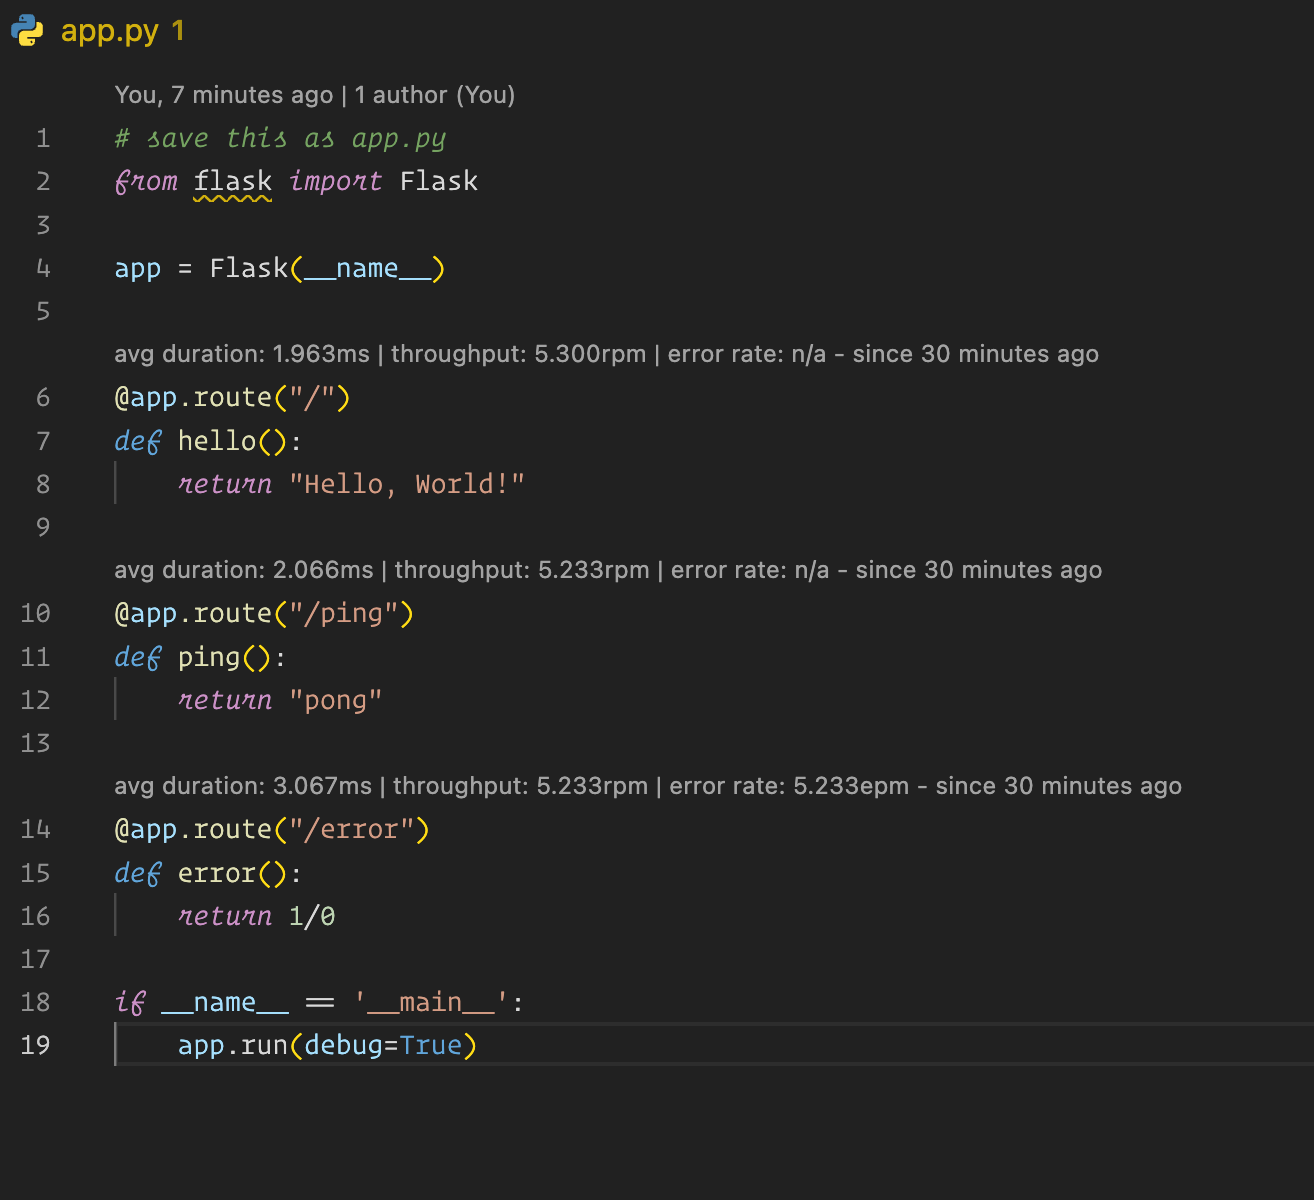 app.py 1
You, 7 minutes ago | 1 author (You)
1 # save this as app.py
2 from flask import Flask
3
4 app = Flask(__name__)
5
avg duration: 1.963ms | throughput: 5.300rpm | error rate: n/a - since 30 minutes ago
6 @app.route("/")
7 def hello():
8     return "Hello, World!"
9
avg duration: 2.066ms | throughput: 5.233rpm | error rate: n/a - since 30 minutes ago
10 @app.route("/ping")
11 def ping():
12     return "pong"
13
avg duration: 3.067ms | throughput: 5.233rpm | error rate: 5.233epm - since 30 minutes ago
14 @app.route("/error")
15 def error():
16     return 1/0
17
18 if __name__ == '__main__':
19     app.run(debug=True)